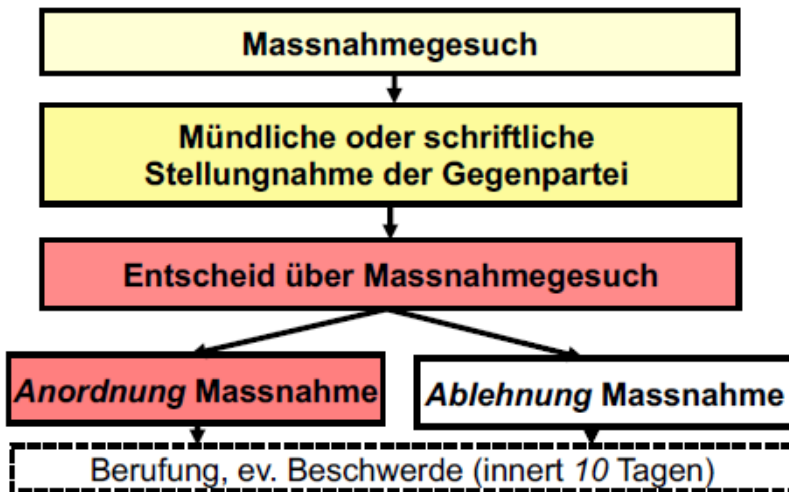 Massnahmegesuch
Mündliche oder schriftliche
Stellungnahme der Gegenpartei
Entscheid über Massnahmegesuch
Anordnung Massnahme
Ablehnung Massnahme
Berufung, ev. Beschwerde (innert 10 Tagen)